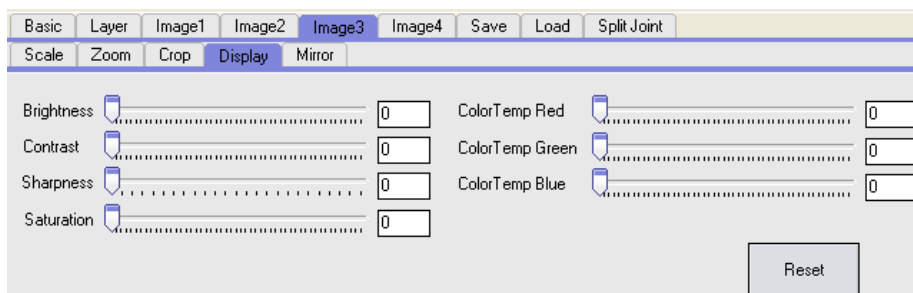 Basic Layer Image1 Image2 Image3 Image4 Save Load Split Joint
Scale Zoom Crop Display Mirror
Brightness 0 ColorTemp Red 0
Contrast 0 ColorTemp Green 0
Sharpness 0 ColorTemp Blue 0
Saturation 0
Reset